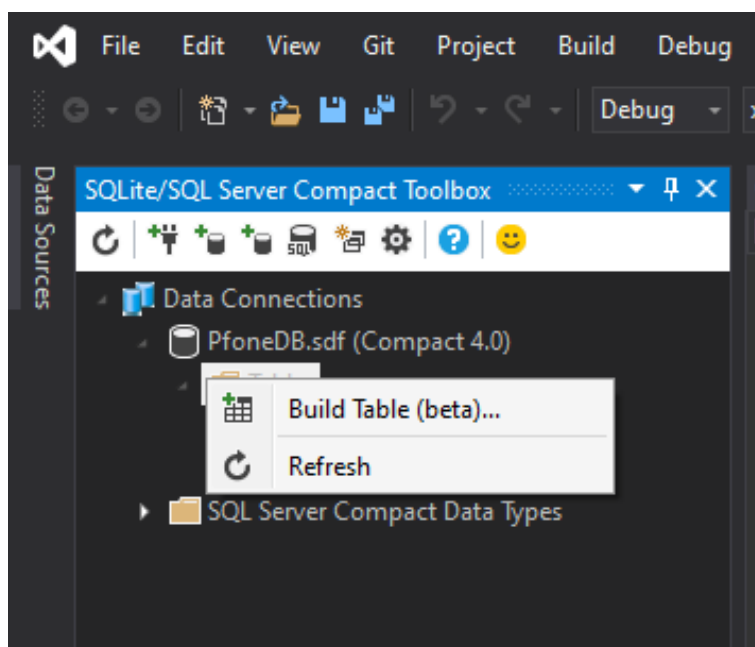 File Edit View Git Project Build Debug
Debug
Data Sources
SQLite/SQL Server Compact Toolbox
SQL
Data Connections
PfoneDB.sdf (Compact 4.0)
Build Table (beta)...
Refresh
SQL Server Compact Data Types